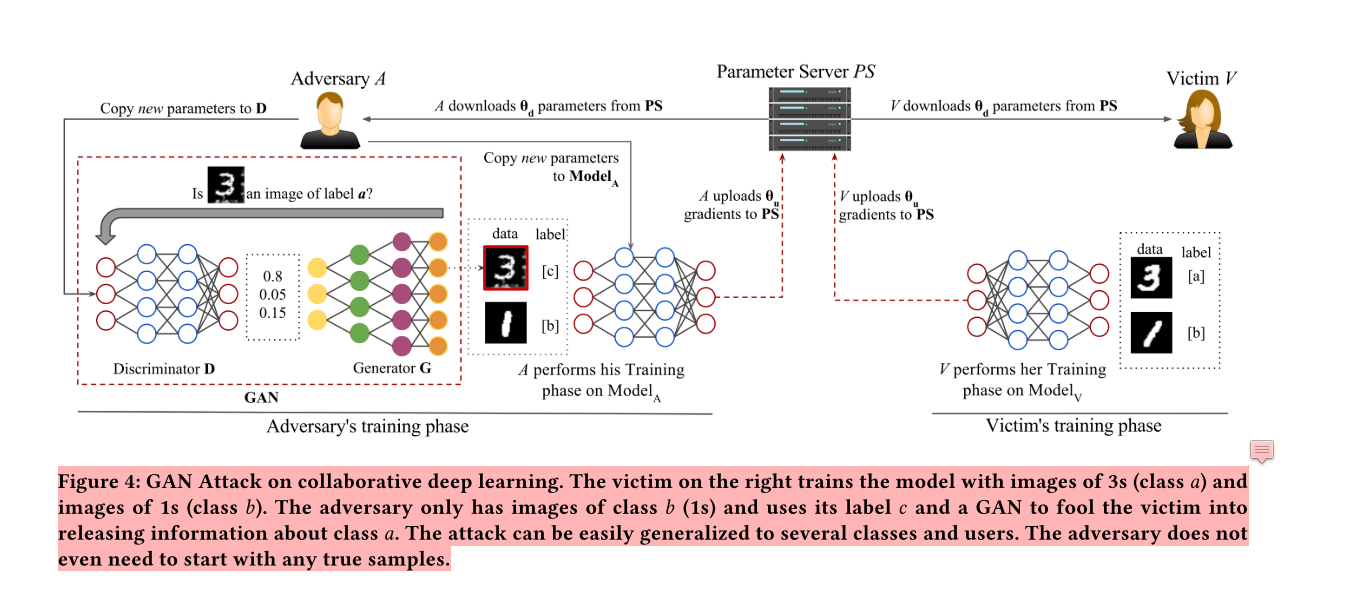 Adversary A
Parameter Server PS
Victim V
Copy new parameters to D
A downloads θd parameters from PS
V downloads θd parameters from PS
Copy new parameters
to ModelA
Is 3 an image of label a?
A uploads θu
gradients to PS
V uploads θu
gradients to PS
data label
3 [c]
1 [b]
0.8
0.05
0.15
data label
3 [a]
1 [b]
Discriminator D
Generator G
GAN
A performs his Training
phase on ModelA
V performs her Training
phase on ModelV
Adversary's training phase
Victim's training phase
Figure 4: GAN Attack on collaborative deep learning. The victim on the right trains the model with images of 3s (class a) and
images of 1s (class b). The adversary only has images of class b (1s) and uses its label c and a GAN to fool the victim into
releasing information about class a. The attack can be easily generalized to several classes and users. The adversary does not
even need to start with any true samples.